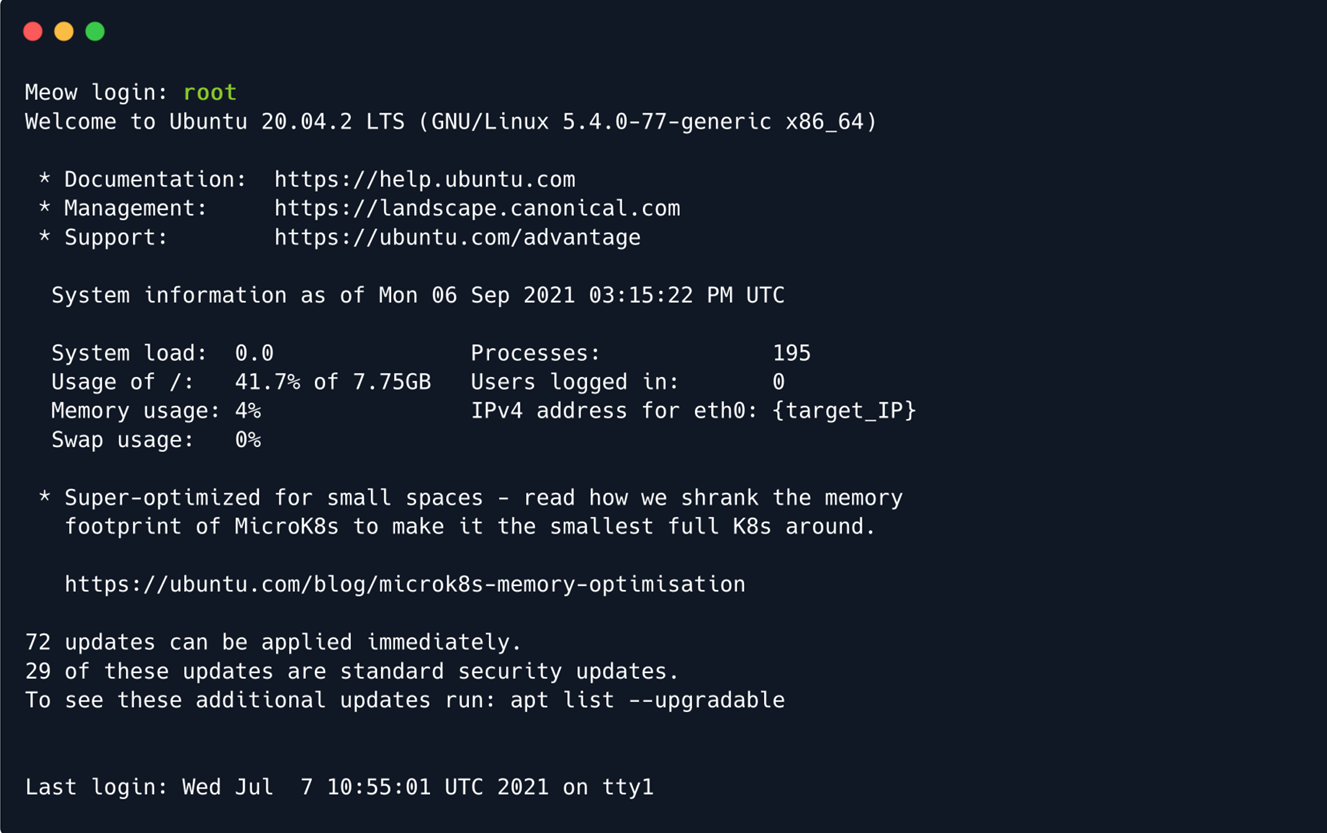 Meow login: root
Welcome to Ubuntu 20.04.2 LTS (GNU/Linux 5.4.0-77-generic x86_64)
* Documentation:  https://help.ubuntu.com
* Management:     https://landscape.canonical.com
* Support:        https://ubuntu.com/advantage
System information as of Mon 06 Sep 2021 03:15:22 PM UTC
System load:  0.0               Processes:             195
Usage of /:   41.7% of 7.75GB   Users logged in:       0
Memory usage: 4%                IPv4 address for eth0: {target_IP}
Swap usage:   0%
* Super-optimized for small spaces - read how we shrank the memory
footprint of MicroK8s to make it the smallest full K8s around.
https://ubuntu.com/blog/microk8s-memory-optimisation
72 updates can be applied immediately.
29 of these updates are standard security updates.
To see these additional updates run: apt list --upgradable
Last login: Wed Jul  7 10:55:01 UTC 2021 on tty1